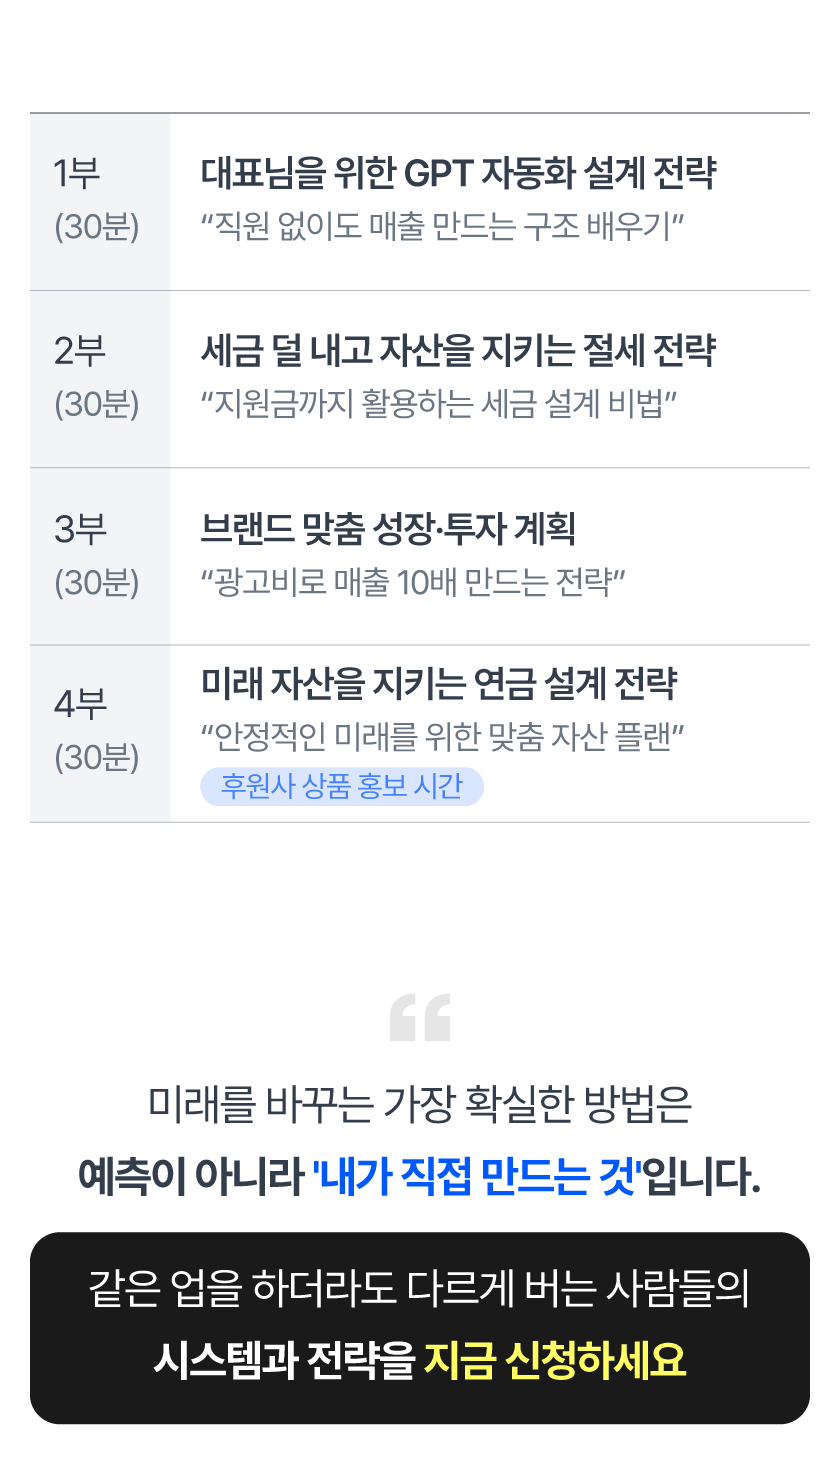 1부
(30분)
대표님을 위한 GPT 자동화 설계 전략
“직원 없이도 매출 만드는 구조 배우기”
2부
(30분)
세금 덜 내고 자산을 지키는 절세 전략
“지원금까지 활용하는 세금 설계 비법”
3부
(30분)
브랜드 맞춤 성장·투자 계획
“광고비로 매출 10배 만드는 전략”
4부
(30분)
미래 자산을 지키는 연금 설계 전략
“안정적인 미래를 위한 맞춤 자산 플랜”
후원사 상품 홍보 시간
“
미래를 바꾸는 가장 확실한 방법은
예측이 아니라 '내가 직접 만드는 것'입니다.
같은 업을 하더라도 다르게 버는 사람들의
시스템과 전략을 지금 신청하세요